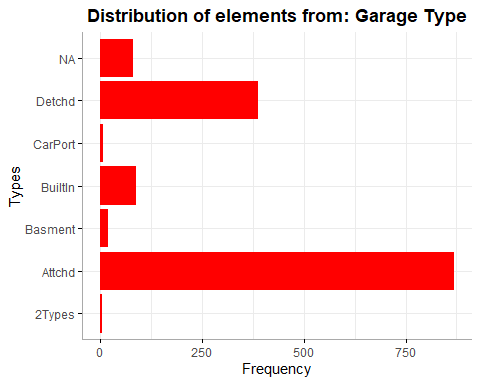 Distribution of elements from: Garage Type
NA
Detchd
CarPort
BuiltIn
Basment
Attchd
2Types
Types
0 250 500 750
Frequency